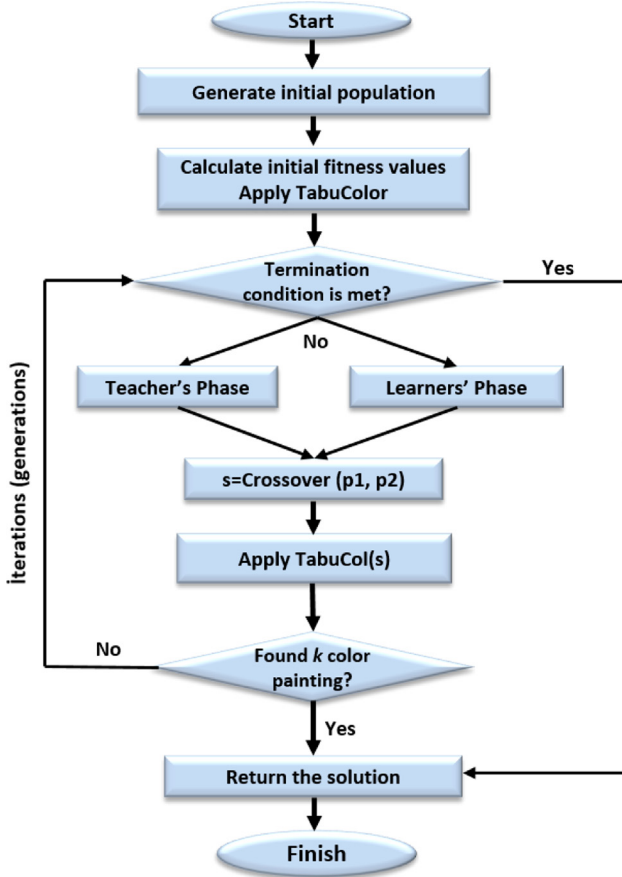 Start
Generate initial population
Calculate initial fitness values
Apply TabuColor
Termination
condition is met?
Yes
No
Teacher's Phase
Learners' Phase
s=Crossover (p1, p2)
Apply TabuCol(s)
iterations (generations)
No
Found k color
painting?
Yes
Return the solution
Finish